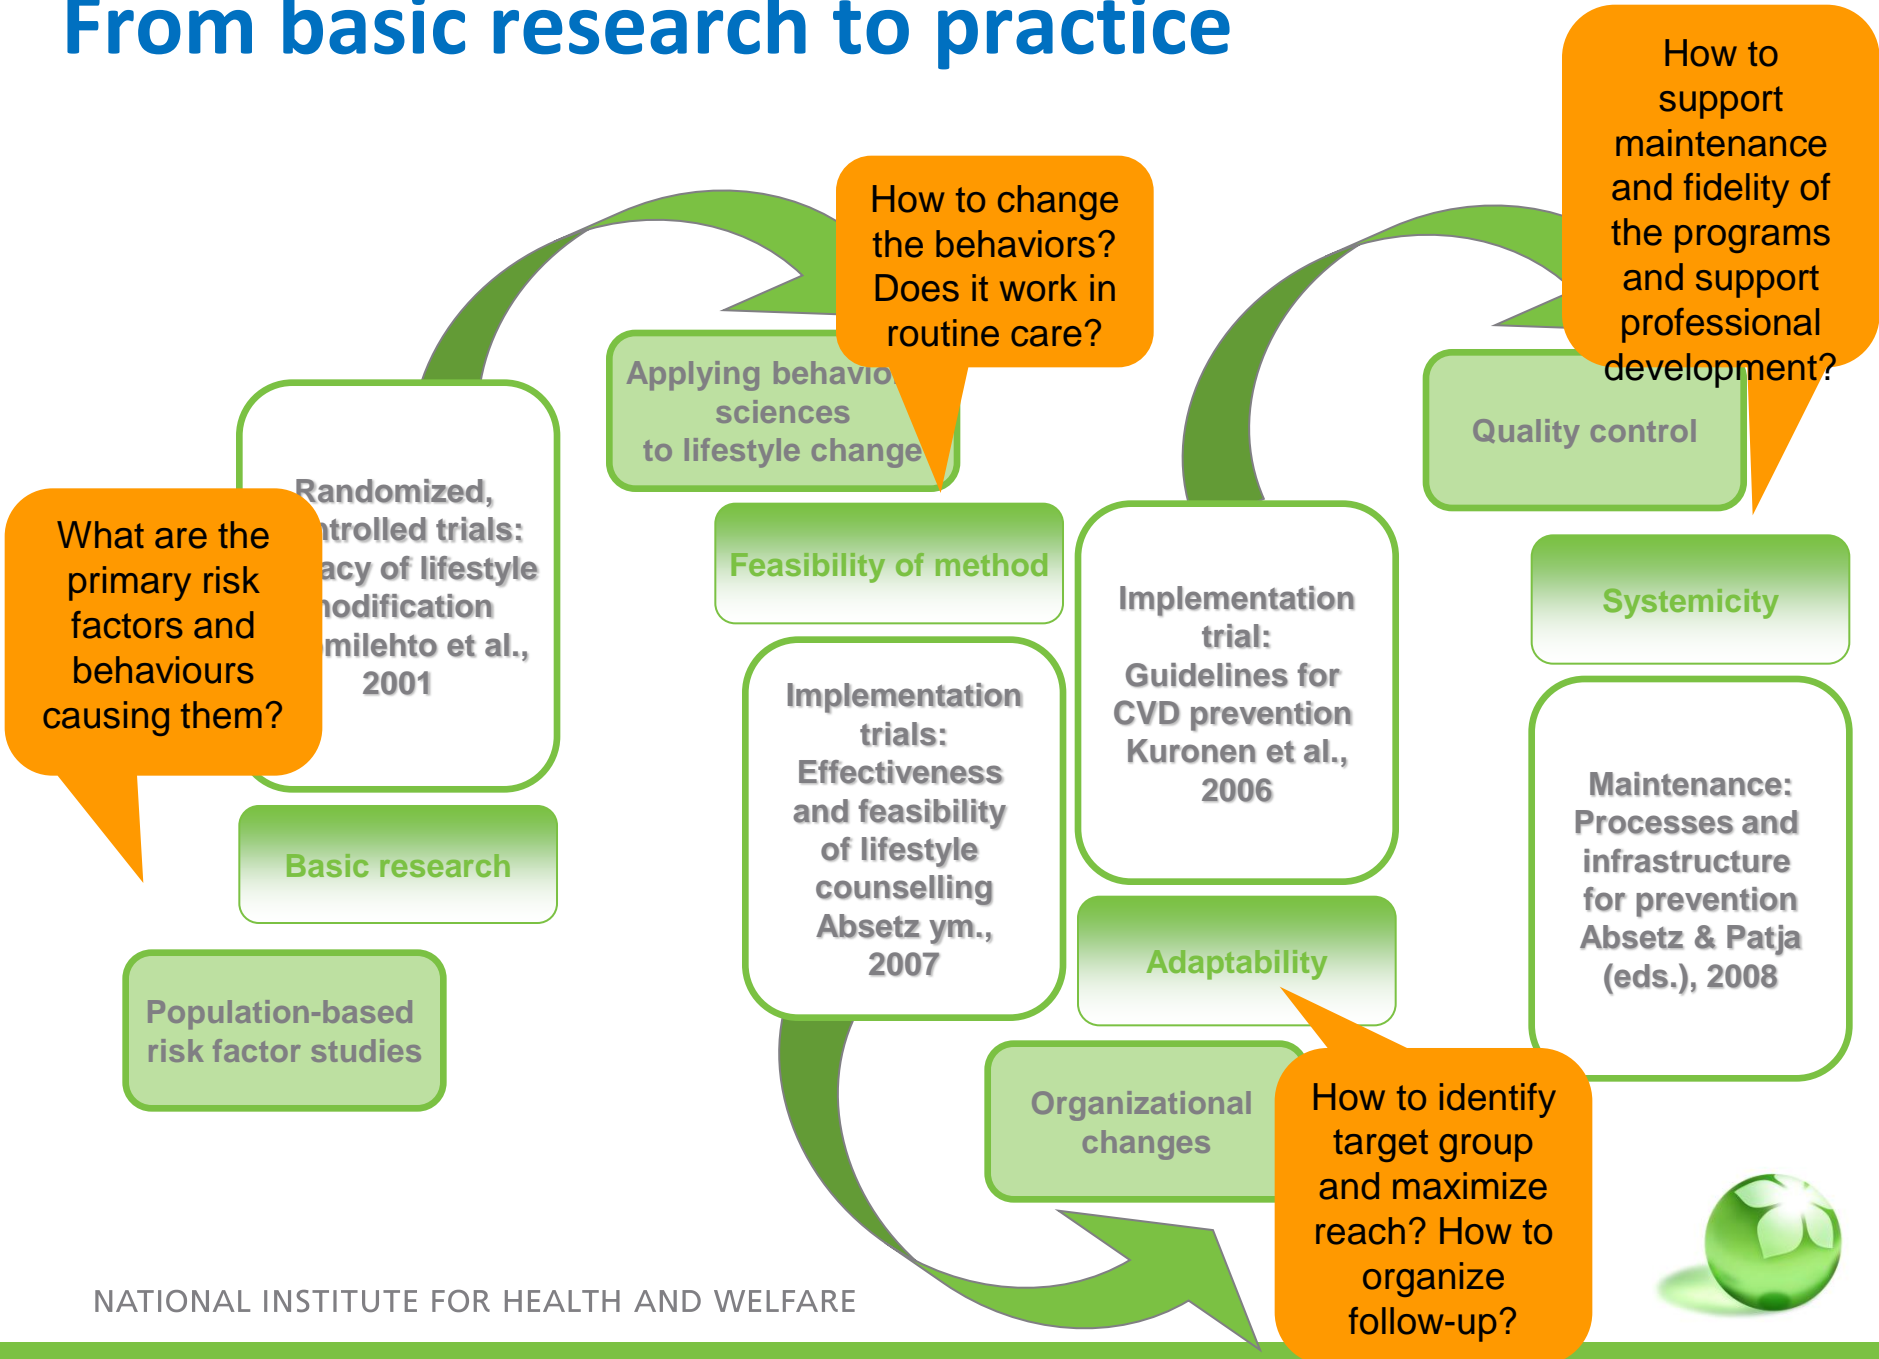 From basic research to practice
What are the
primary risk
factors and
behaviours
causing them?
Randomized,
trials:
of lifestyle
et al.,
2001
Basic research
Population-based
risk factor studies
How to change
the behaviors?
Does it work in
routine care?
Applying
sciences
to lifestyle change
Feasibility of method
Implementation
trials:
Effectiveness
and feasibility
of lifestyle
counselling
Absetz ym.,
2007
Implementation
trial:
Guidelines for
CVD prevention
Kuronen et al.,
2006
Adaptability
Organizational
changes
How to identify
target group
and maximize
reach? How to
organize
follow-up?
How to
support
maintenance
and fidelity of
the programs
and support
professional
development?
Quality control
Systemicity
Maintenance:
Processes and
infrastructure
for prevention
Absetz & Patja
(eds.), 2008
NATIONAL INSTITUTE FOR HEALTH AND WELFARE